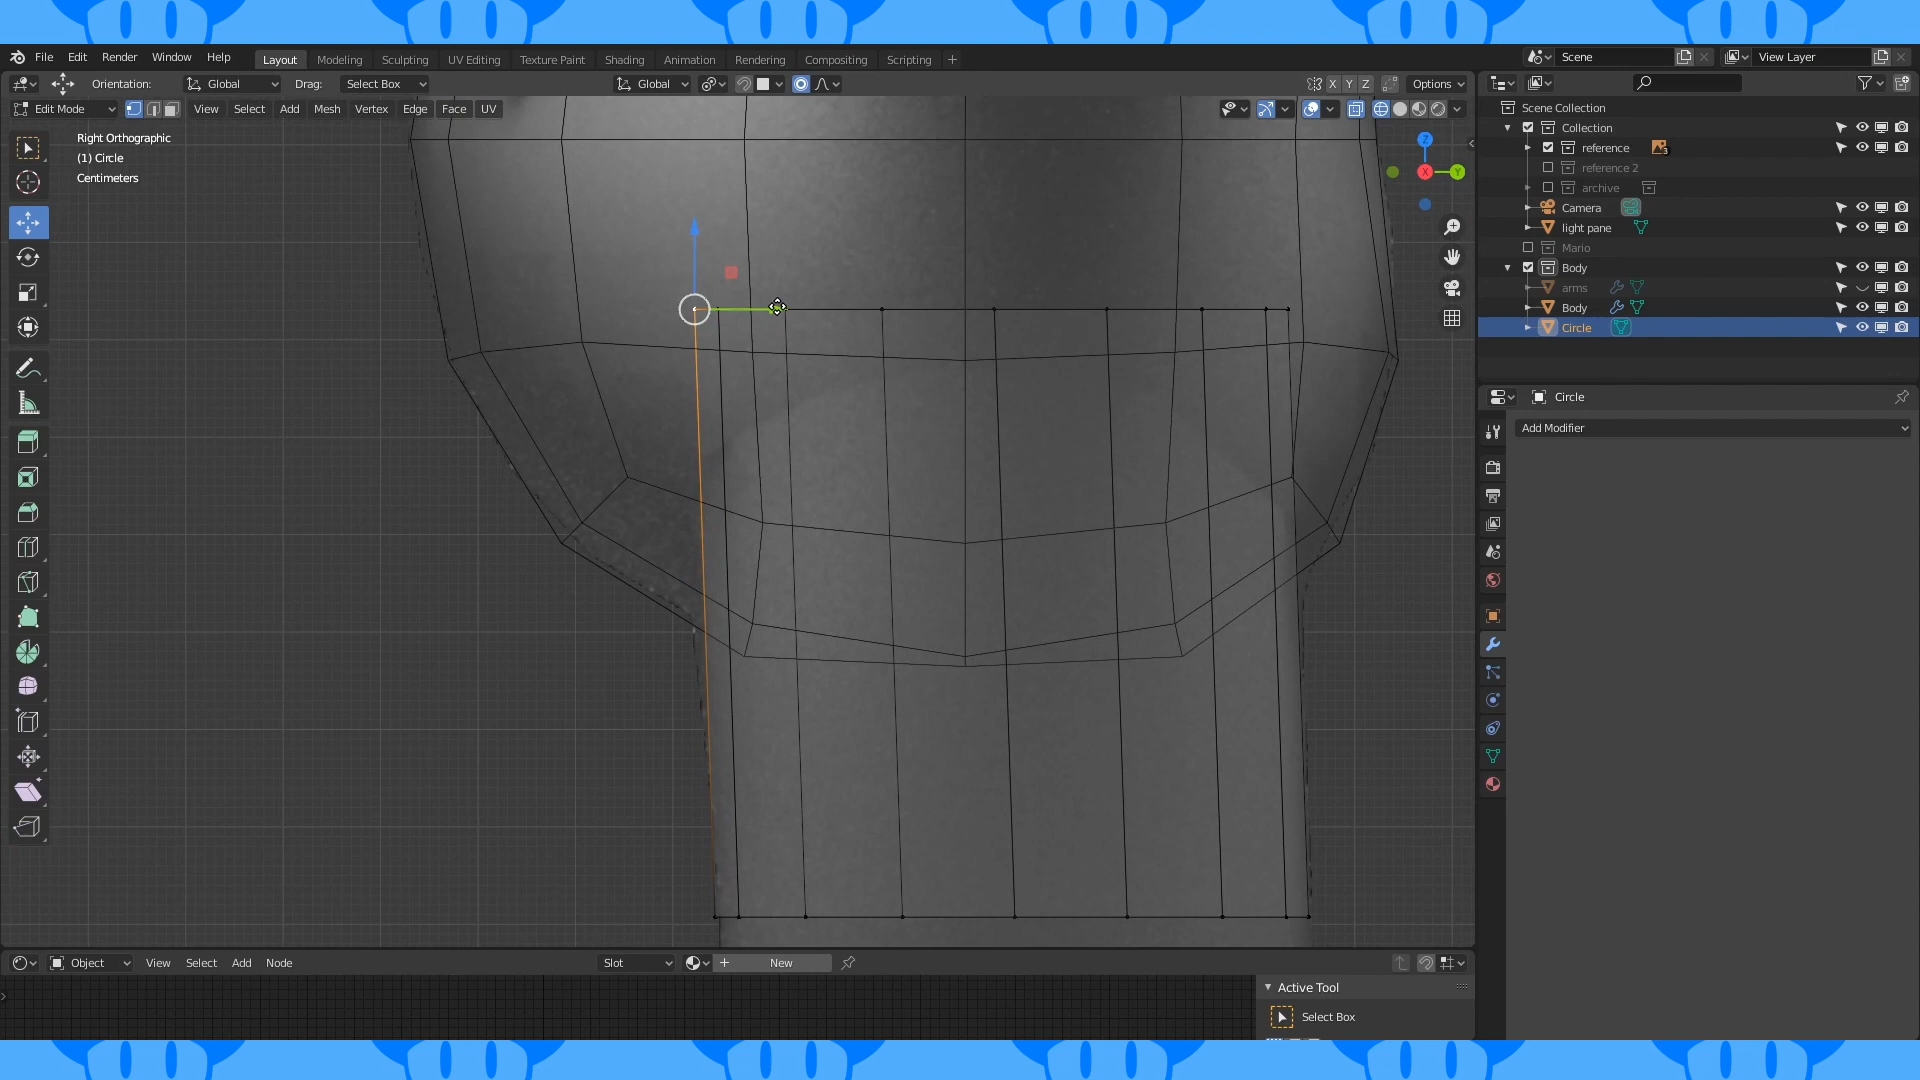 File Edit Render Window Help Layout Modeling Sculpting UV Editing Texture Paint Shading Animation Rendering Compositing Scripting + Scene View Layer
Orientation: Global Drag: Select Box Global X Y Z Options
Edit Mode View Select Add Mesh Vertex Edge Face UV
Right Orthographic
(1) Circle
Centimeters
Z
X
Y
Scene Collection
Collection
reference 3
reference 2
archive
Camera
light pane
Mario
Body
arms
Body
Circle
Circle
Add Modifier
Object View Select Add Node Slot New
Active Tool
Select Box